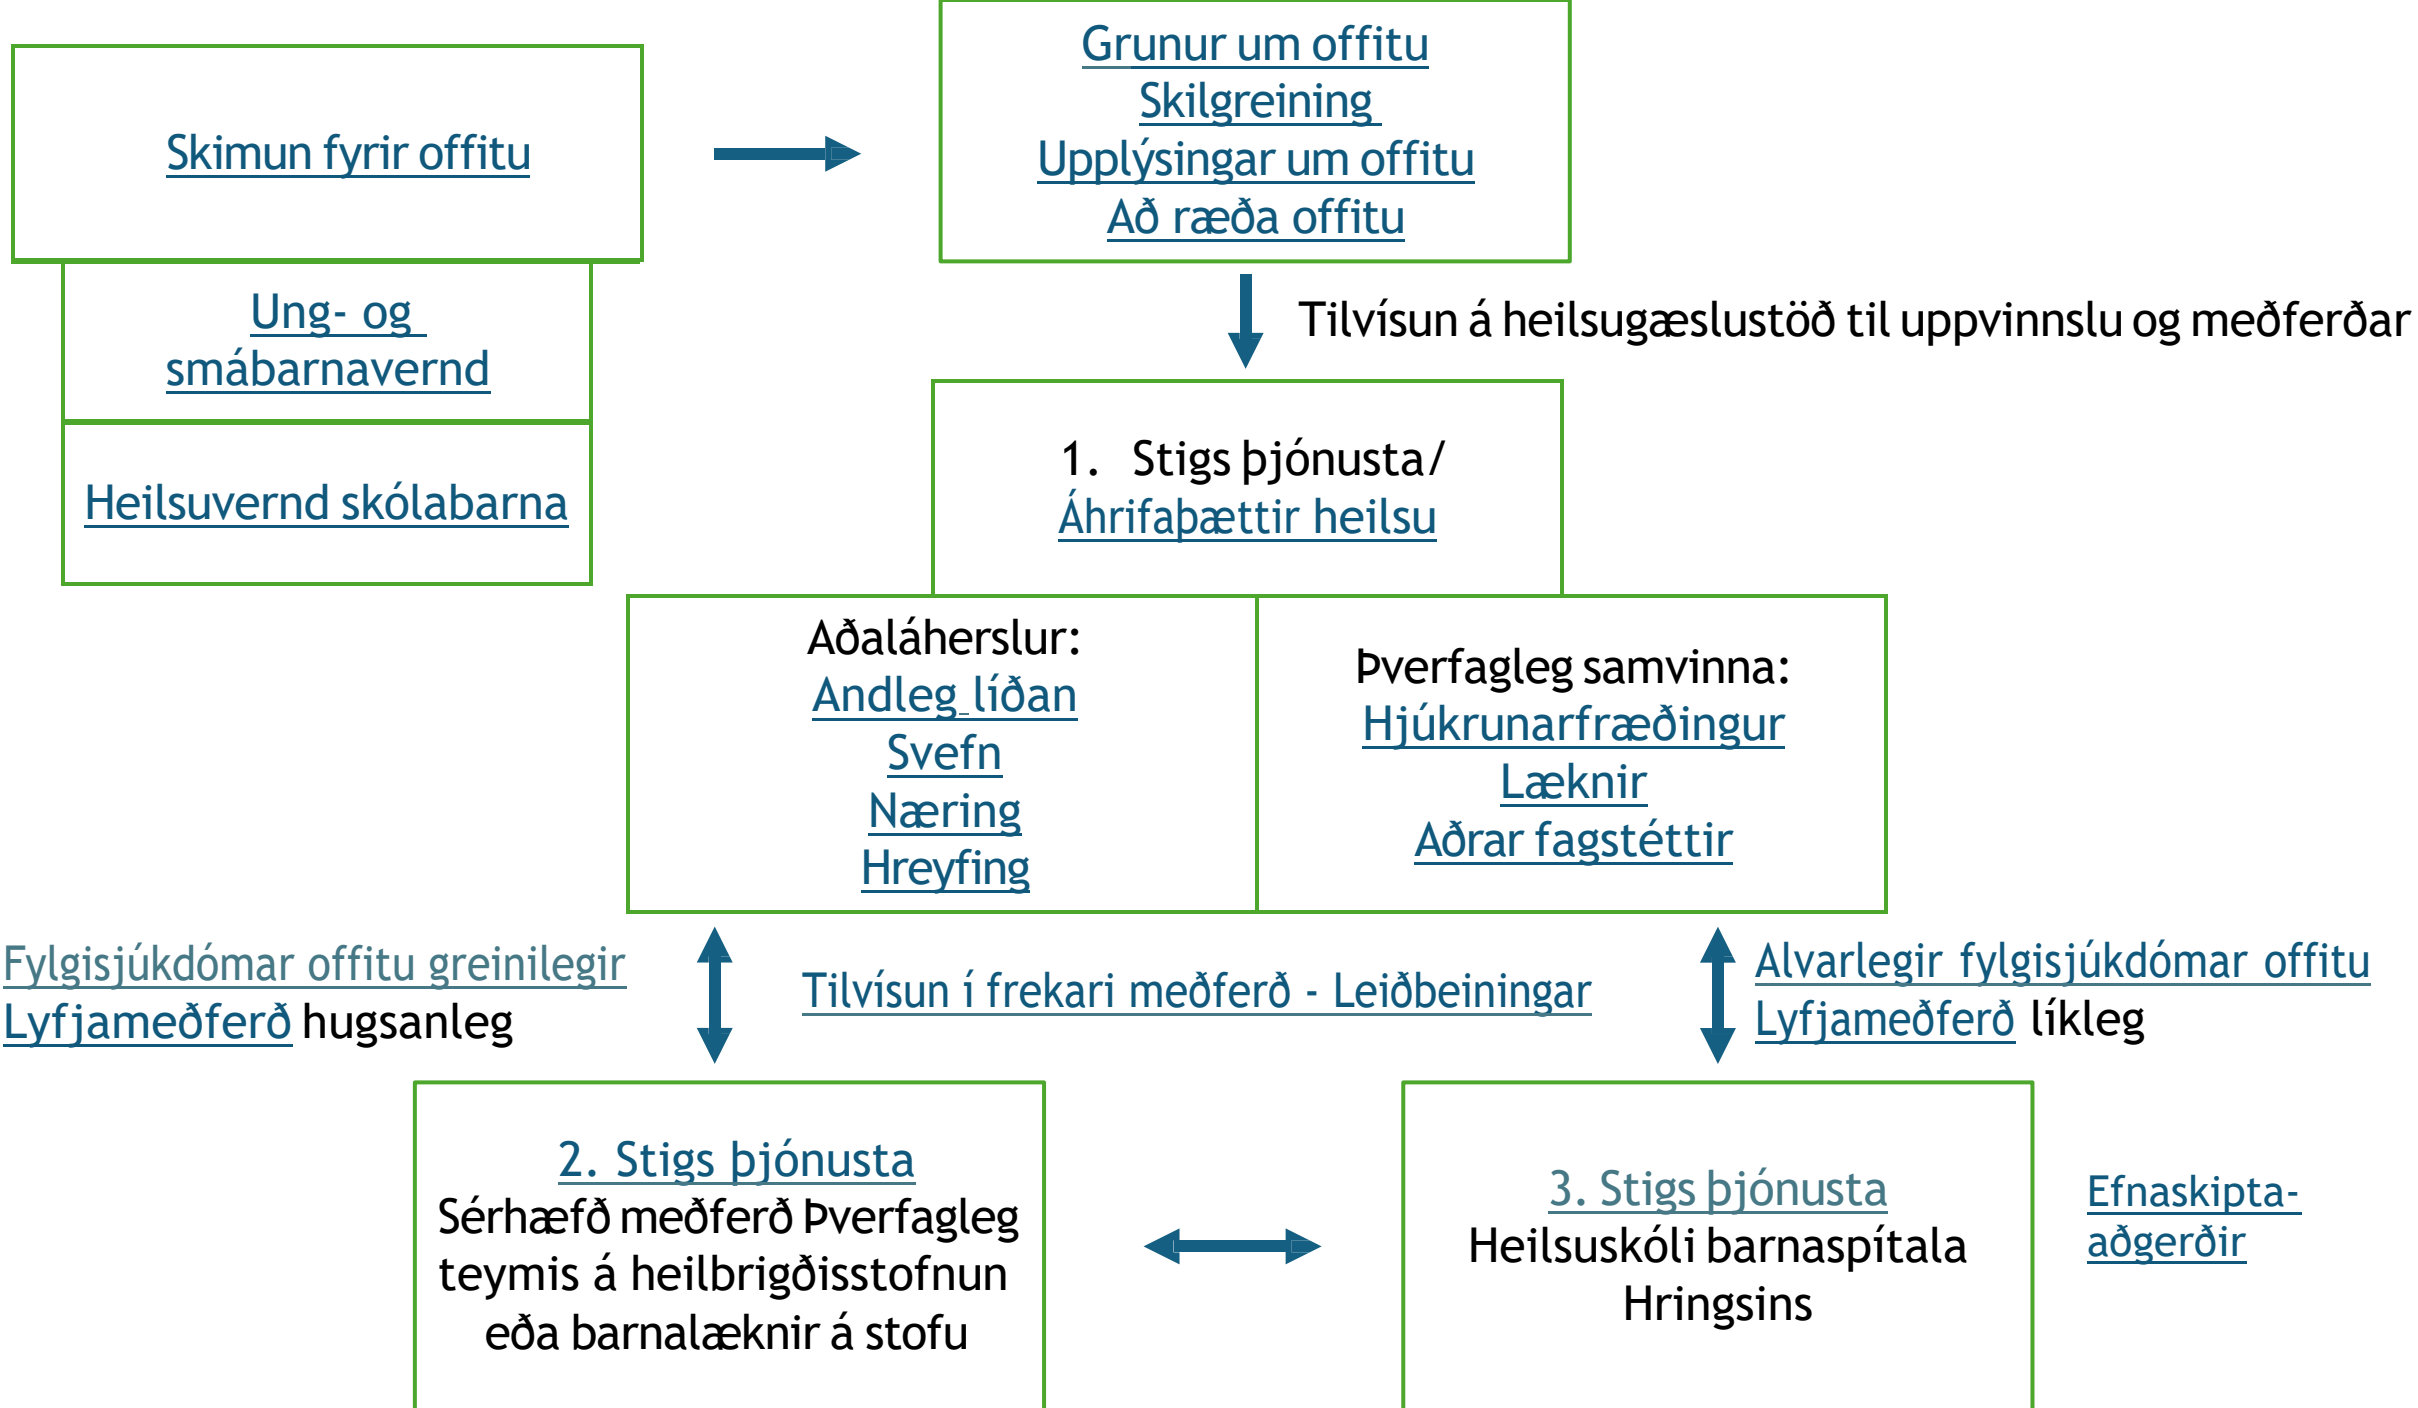 Skimun fyrir offitu
Ung- og
smábarnavernd
Heilsuvernd skólabarna
Grunur um offitu
Skilgreining
Upplýsingar um offitu
Að ræða offitu
Tilvísun á heilsugæslustöð til uppvinnslu og meðferðar
1. Stigs þjónusta/
Áhrifaþættir heilsu
Aðaláherslur:
Andleg líðan
Svefn
Næring
Hreyfing
Þverfagleg samvinna:
Hjúkrunarfræðingur
Læknir
Aðrar fagstéttir
Fylgisjúkdómar offitu greinilegir
Lyfjameðferð hugsanleg
Tilvísun í frekari meðferð - Leiðbeiningar
Alvarlegir fylgisjúkdómar offitu
Lyfjameðferð líkleg
2. Stigs þjónusta
Sérhæfð meðferð Þverfagleg
teymis á heilbrigðisstofnun
eða barnalæknir á stofu
3. Stigs þjónusta
Heilsuskóli barnaspítala
Hringsins
Efnaskipta-
aðgerðir